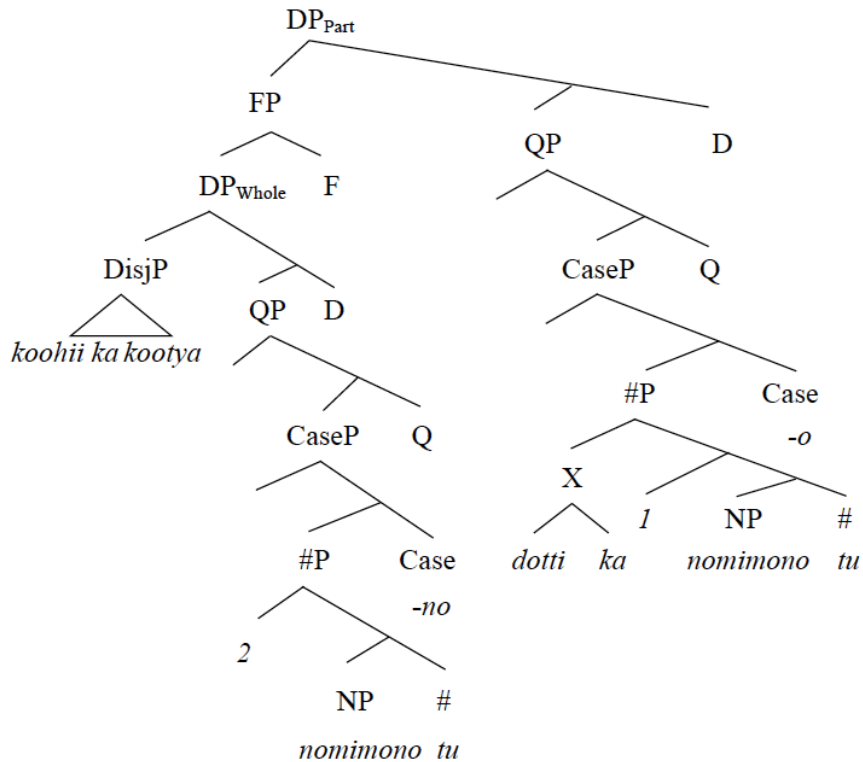 DPPart
FP
QP D
DPWhole F
DisjP
CaseP Q
QP D
koohii ka kootya
#P Case
-o
CaseP Q
X
1 NP #
dotti ka nomimono tu
#P Case
-no
2
NP #
nomimono tu